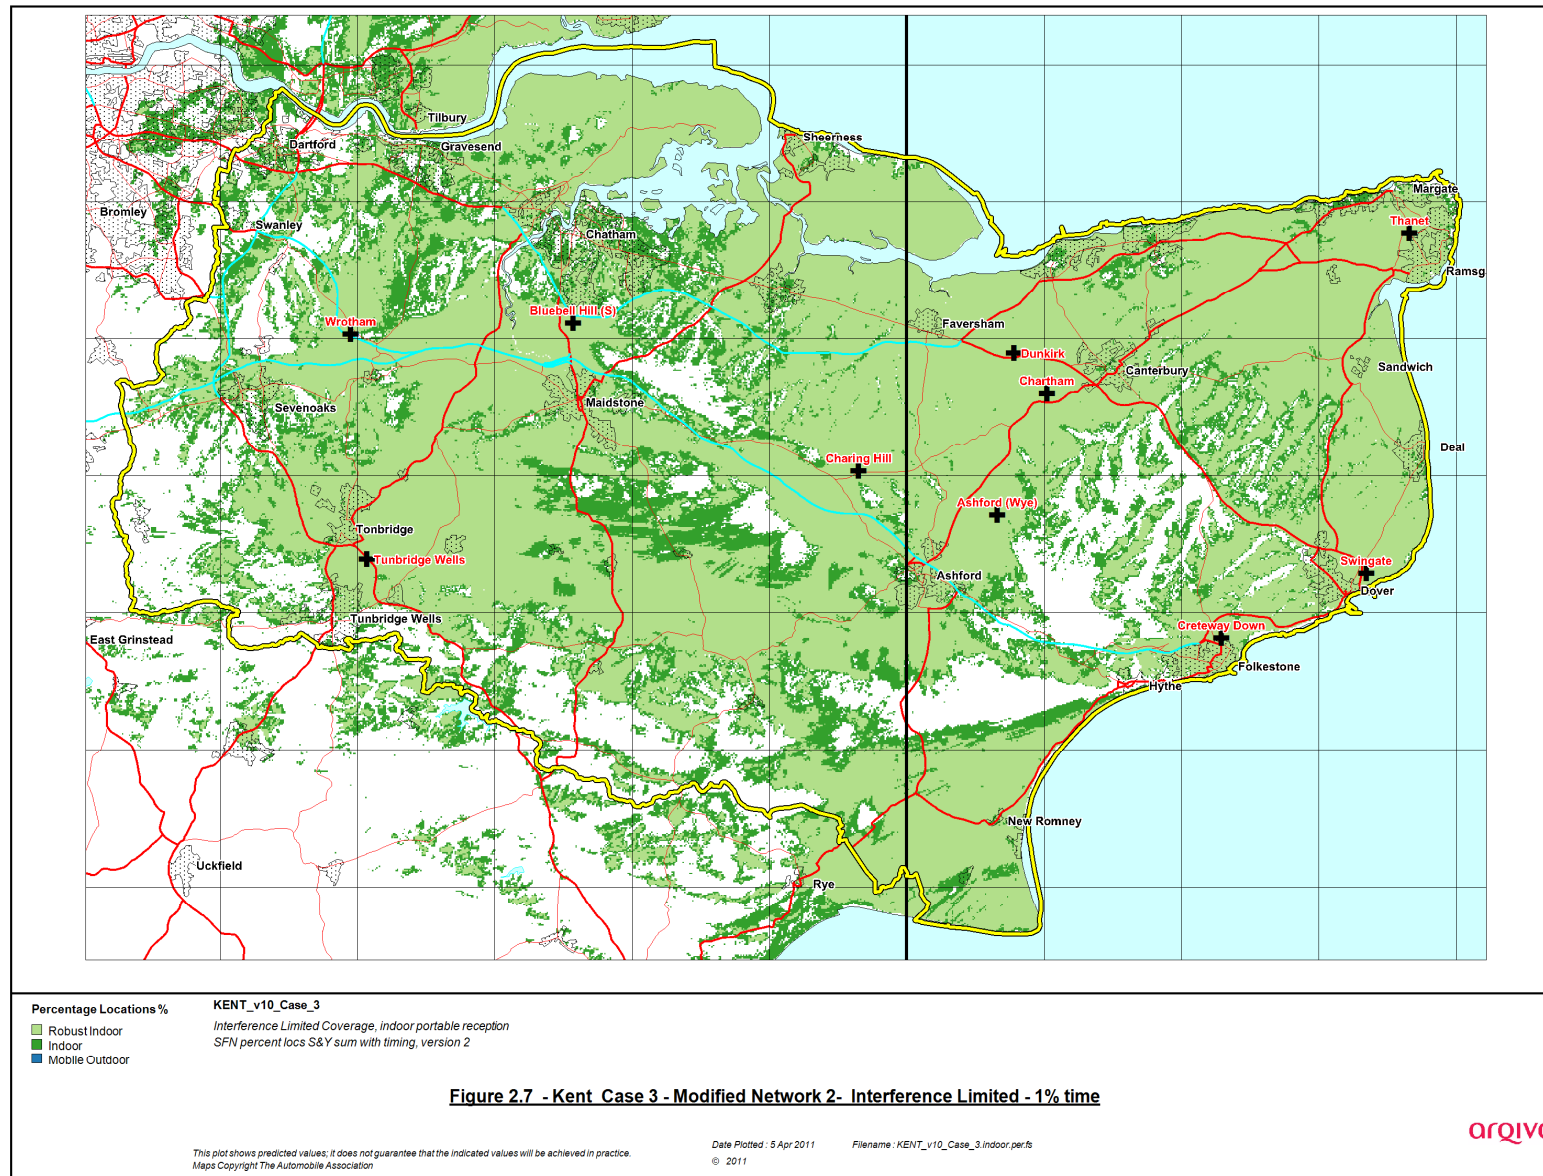 Tilbury
Dartford
Gravesend
Sheerness
Bromley
Swanley
Chatham
Margate
Thanet
Ramsg
Wrotham
Bluebell Hill (S)
Faversham
Dunkirk
Chartham
Canterbury
Sandwich
Sevenoaks
Maidstone
Deal
Charing Hill
Ashford (Wye)
Tonbridge
Tunbridge Wells
Ashford
Swingate
Dover
Tunbridge Wells
East Grinstead
Creteway Down
Folkestone
Hythe
New Romney
Uckfield
Rye
Percentage Locations %
Robust Indoor
Indoor
Mobile Outdoor
KENT_v10_Case_3
Interference Limited Coverage, indoor portable reception
SFN percent locs S&Y sum with timing, version 2
Figure 2.7 - Kent Case 3 - Modified Network 2- Interference Limited - 1% time
This plot shows predicted values; it does not guarantee that the indicated values will be achieved in practice.
Maps Copyright The Automobile Association
Date Plotted : 5 Apr 2011 Filename : KENT_v10_Case_3.indoor.per.fs
© 2011
arqiva